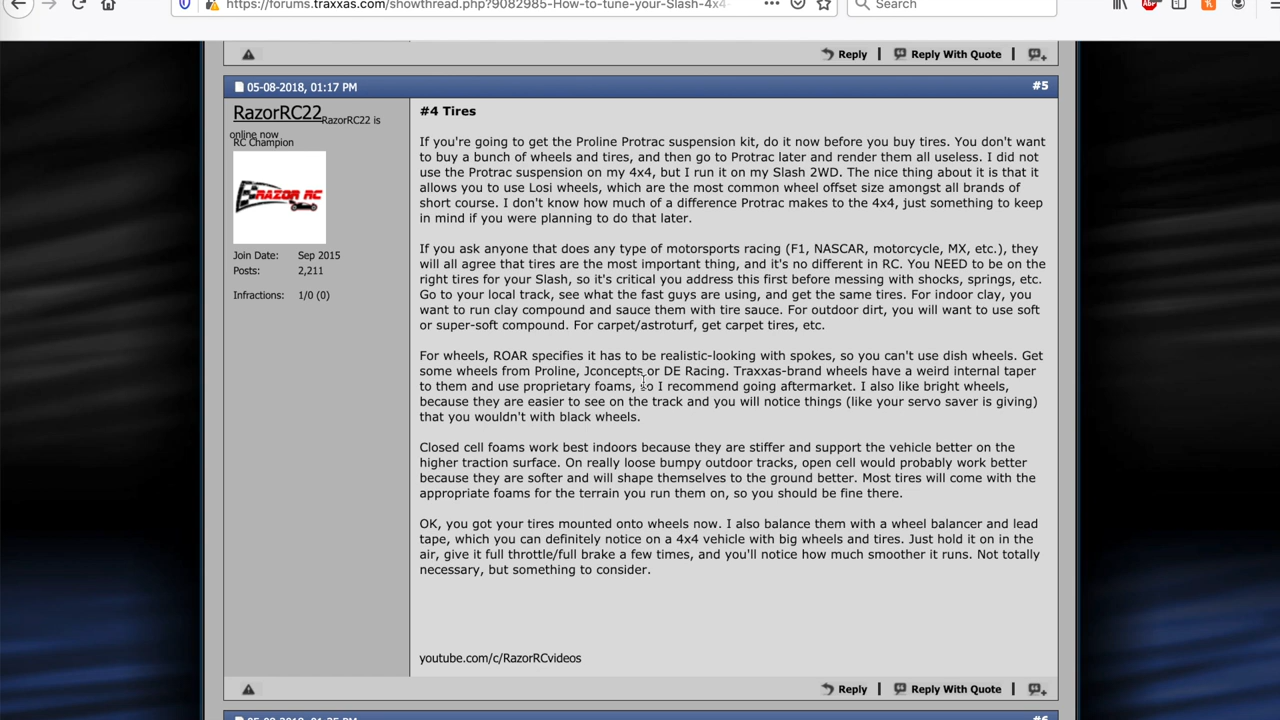 https://forums.traxxas.com/showthread.php?9082985-How-to-tune-your-Slash-4x4-
Search
Reply | Reply With Quote |
05-08-2018, 01:17 PM
#5
RazorRC22 RazorRC22 is
online now
RC Champion
RAZOR RC
Join Date: Sep 2015
Posts: 2,211
Infractions: 1/0 (0)
#4 Tires
If you're going to get the Proline Protrac suspension kit, do it now before you buy tires. You don't want
to buy a bunch of wheels and tires, and then go to Protrac later and render them all useless. I did not
use the Protrac suspension on my 4x4, but I run it on my Slash 2WD. The nice thing about it is that it
allows you to use Losi wheels, which are the most common wheel offset size amongst all brands of
short course. I don't know how much of a difference Protrac makes to the 4x4, just something to keep
in mind if you were planning to do that later.
If you ask anyone that does any type of motorsports racing (F1, NASCAR, motorcycle, MX, etc.), they
will all agree that tires are the most important thing, and it's no different in RC. You NEED to be on the
right tires for your Slash, so it's critical you address this first before messing with shocks, springs, etc.
Go to your local track, see what the fast guys are using, and get the same tires. For indoor clay, you
want to run clay compound and sauce them with tire sauce. For outdoor dirt, you will want to use soft
or super-soft compound. For carpet/astroturf, get carpet tires, etc.
For wheels, ROAR specifies it has to be realistic-looking with spokes, so you can't use dish wheels. Get
some wheels from Proline, Jconcepts or DE Racing. Traxxas-brand wheels have a weird internal taper
to them and use proprietary foams, so I recommend going aftermarket. I also like bright wheels,
because they are easier to see on the track and you will notice things (like your servo saver is giving)
that you wouldn't with black wheels.
Closed cell foams work best indoors because they are stiffer and support the vehicle better on the
higher traction surface. On really loose bumpy outdoor tracks, open cell would probably work better
because they are softer and will shape themselves to the ground better. Most tires will come with the
appropriate foams for the terrain you run them on, so you should be fine there.
OK, you got your tires mounted onto wheels now. I also balance them with a wheel balancer and lead
tape, which you can definitely notice on a 4x4 vehicle with big wheels and tires. Just hold it on in the
air, give it full throttle/full brake a few times, and you'll notice how much smoother it runs. Not totally
necessary, but something to consider.
youtube.com/c/RazorRCvideos
Reply | Reply With Quote |